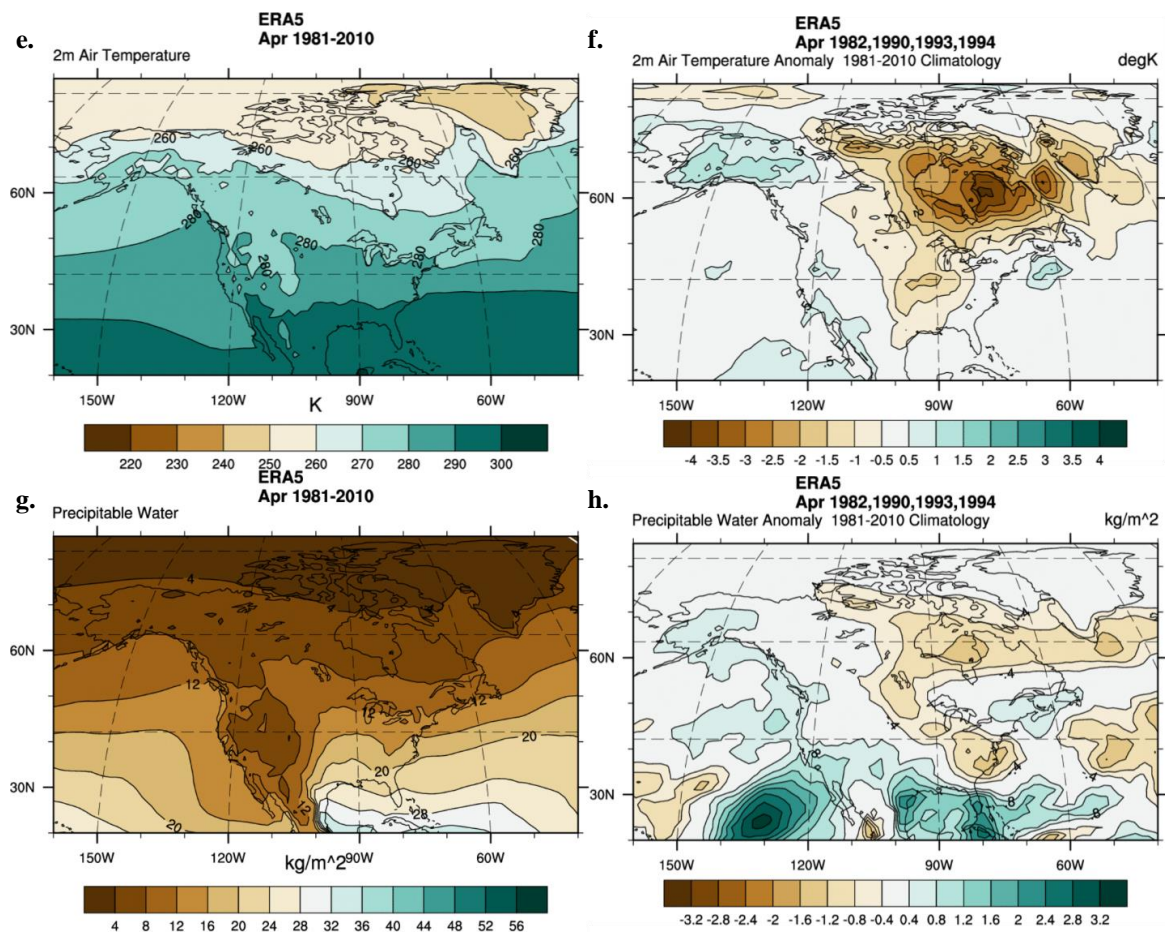 e.
ERA5
Apr 1981-2010
2m Air Temperature
260
260
260
260
280
280
280
280
280
60N
30N
150W
120W
K
90W
60W
220 230 240 250 260 270 280 290 300
f.
ERA5
Apr 1982,1990,1993,1994
2m Air Temperature Anomaly 1981-2010 Climatology
degK
.5
60N
30N
.5
150W
120W
90W
60W
-4 -3.5 -3 -2.5 -2 -1.5 -1 -0.5 0.5 1 1.5 2 2.5 3 3.5 4
g.
ERA5
Apr 1981-2010
Precipitable Water
4
12
12
12
20
20
20
28
12
60N
30N
150W
120W
kg/m^2
90W
60W
4 8 12 16 20 24 28 32 36 40 44 48 52 56
h.
ERA5
Apr 1982,1990,1993,1994
Precipitable Water Anomaly 1981-2010 Climatology
kg/m^2
.4
.8
60N
30N
150W
120W
90W
60W
-3.2 -2.8 -2.4 -2 -1.6 -1.2 -0.8 -0.4 0.4 0.8 1.2 1.6 2 2.4 2.8 3.2